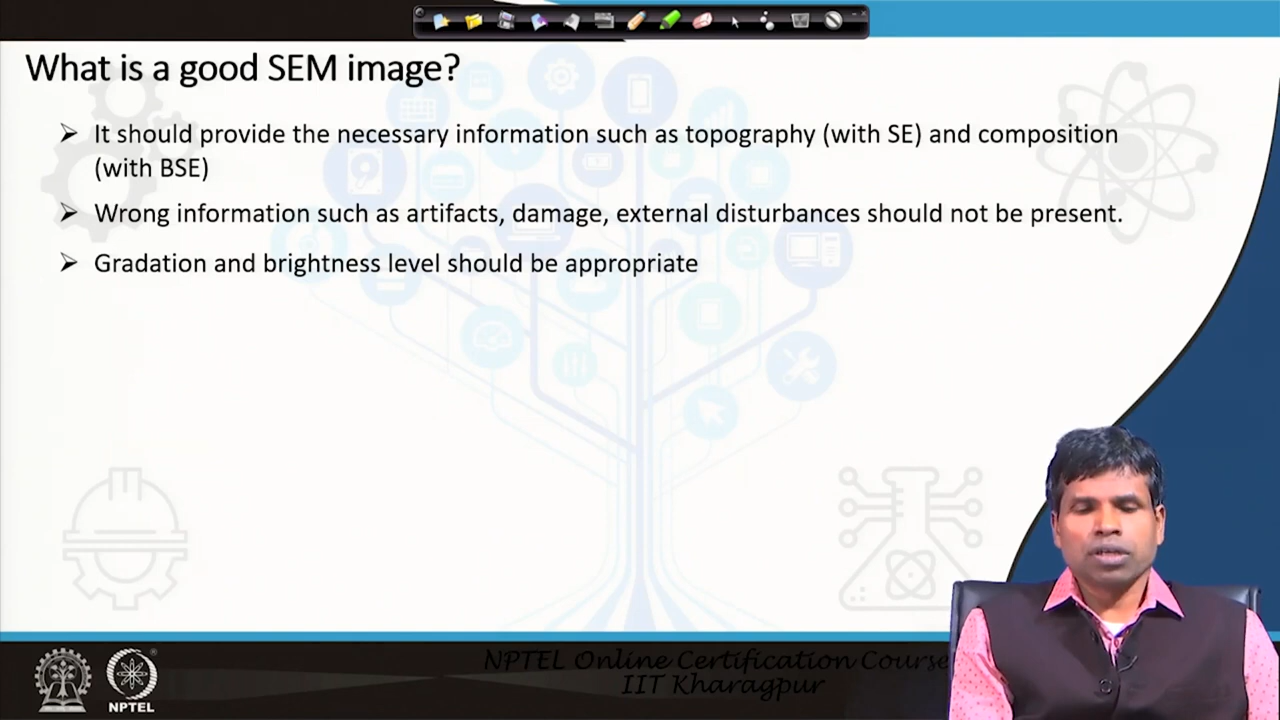 What is a good SEM image?
➢ It should provide the necessary information such as topography (with SE) and composition
(with BSE)
➢ Wrong information such as artifacts, damage, external disturbances should not be present.
➢ Gradation and brightness level should be appropriate
NPTEL Online Certification Course
IIT Kharagpur
NPTEL